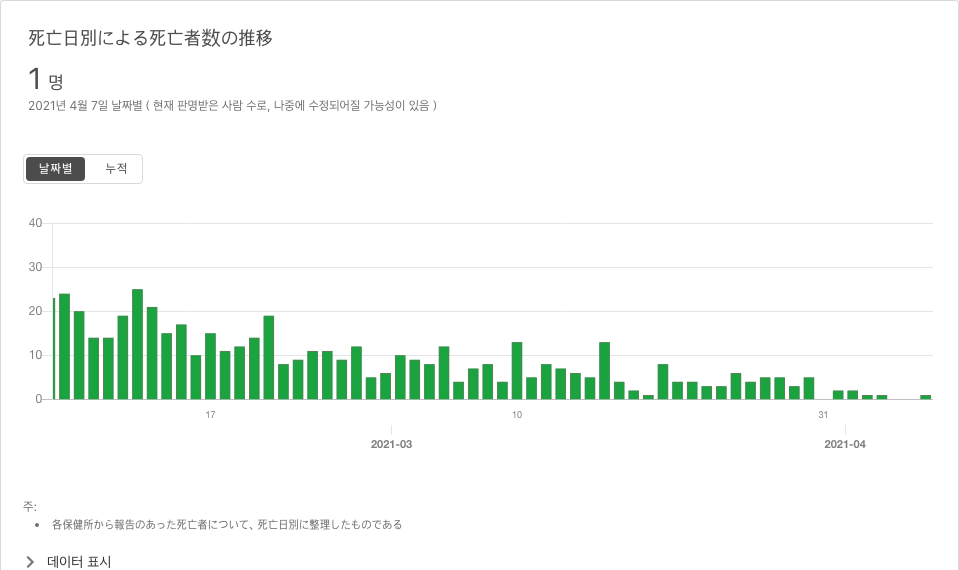 死亡日別による死亡者数の推移
1 명
2021년 4월 7일 날짜별 ( 현재 판명받은 사람 수로, 나중에 수정되어질 가능성이 있음 )
날짜별 누적
40
30
20
10
0
17 10 31
2021-03 2021-04
주:
• 各保健所から報告のあった死亡者について、死亡日別に整理したものである
데이터 표시